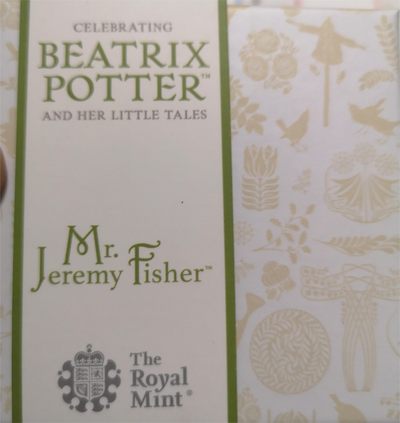 CELEBRATING
BEATRIX
POTTER™
AND HER LITTLE TALES
Mr.
Jeremy Fisher™
The
Royal
Mint®